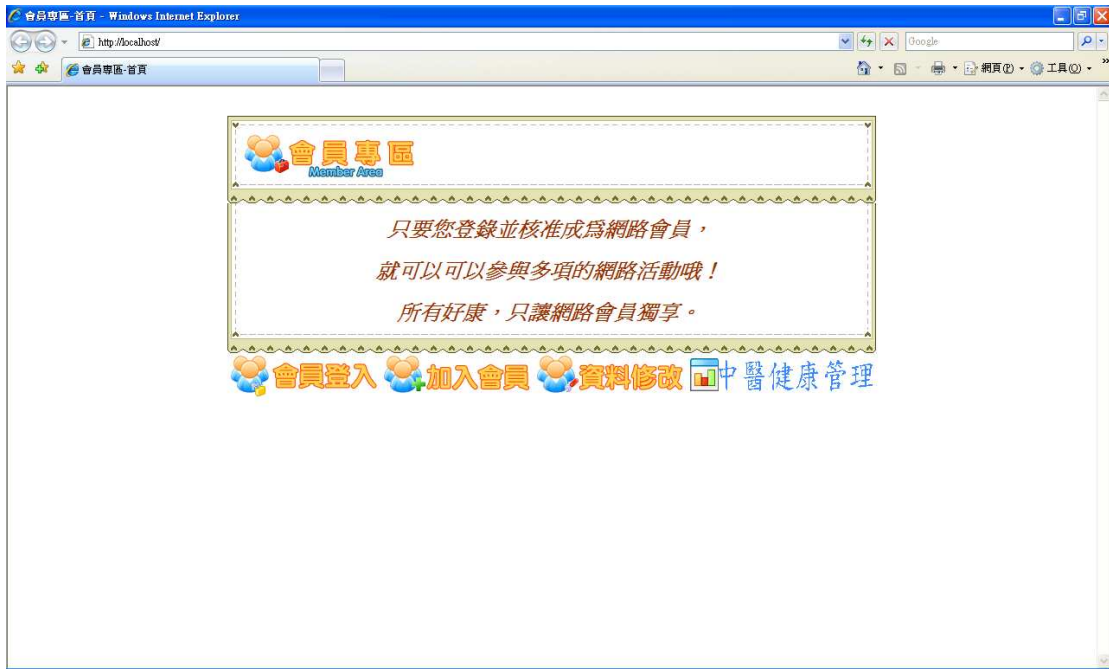 會員專區-首頁 - Windows Internet Explorer
http://localhost/
Google
會員專區-首頁
網頁(P)
工具(O)
會員專區
Member Area
只要您登錄並核准成為網路會員，
就可以可以參與多項的網路活動哦！
所有好康，只讓網路會員獨享。
會員登入 加入會員 資料修改 中醫健康管理